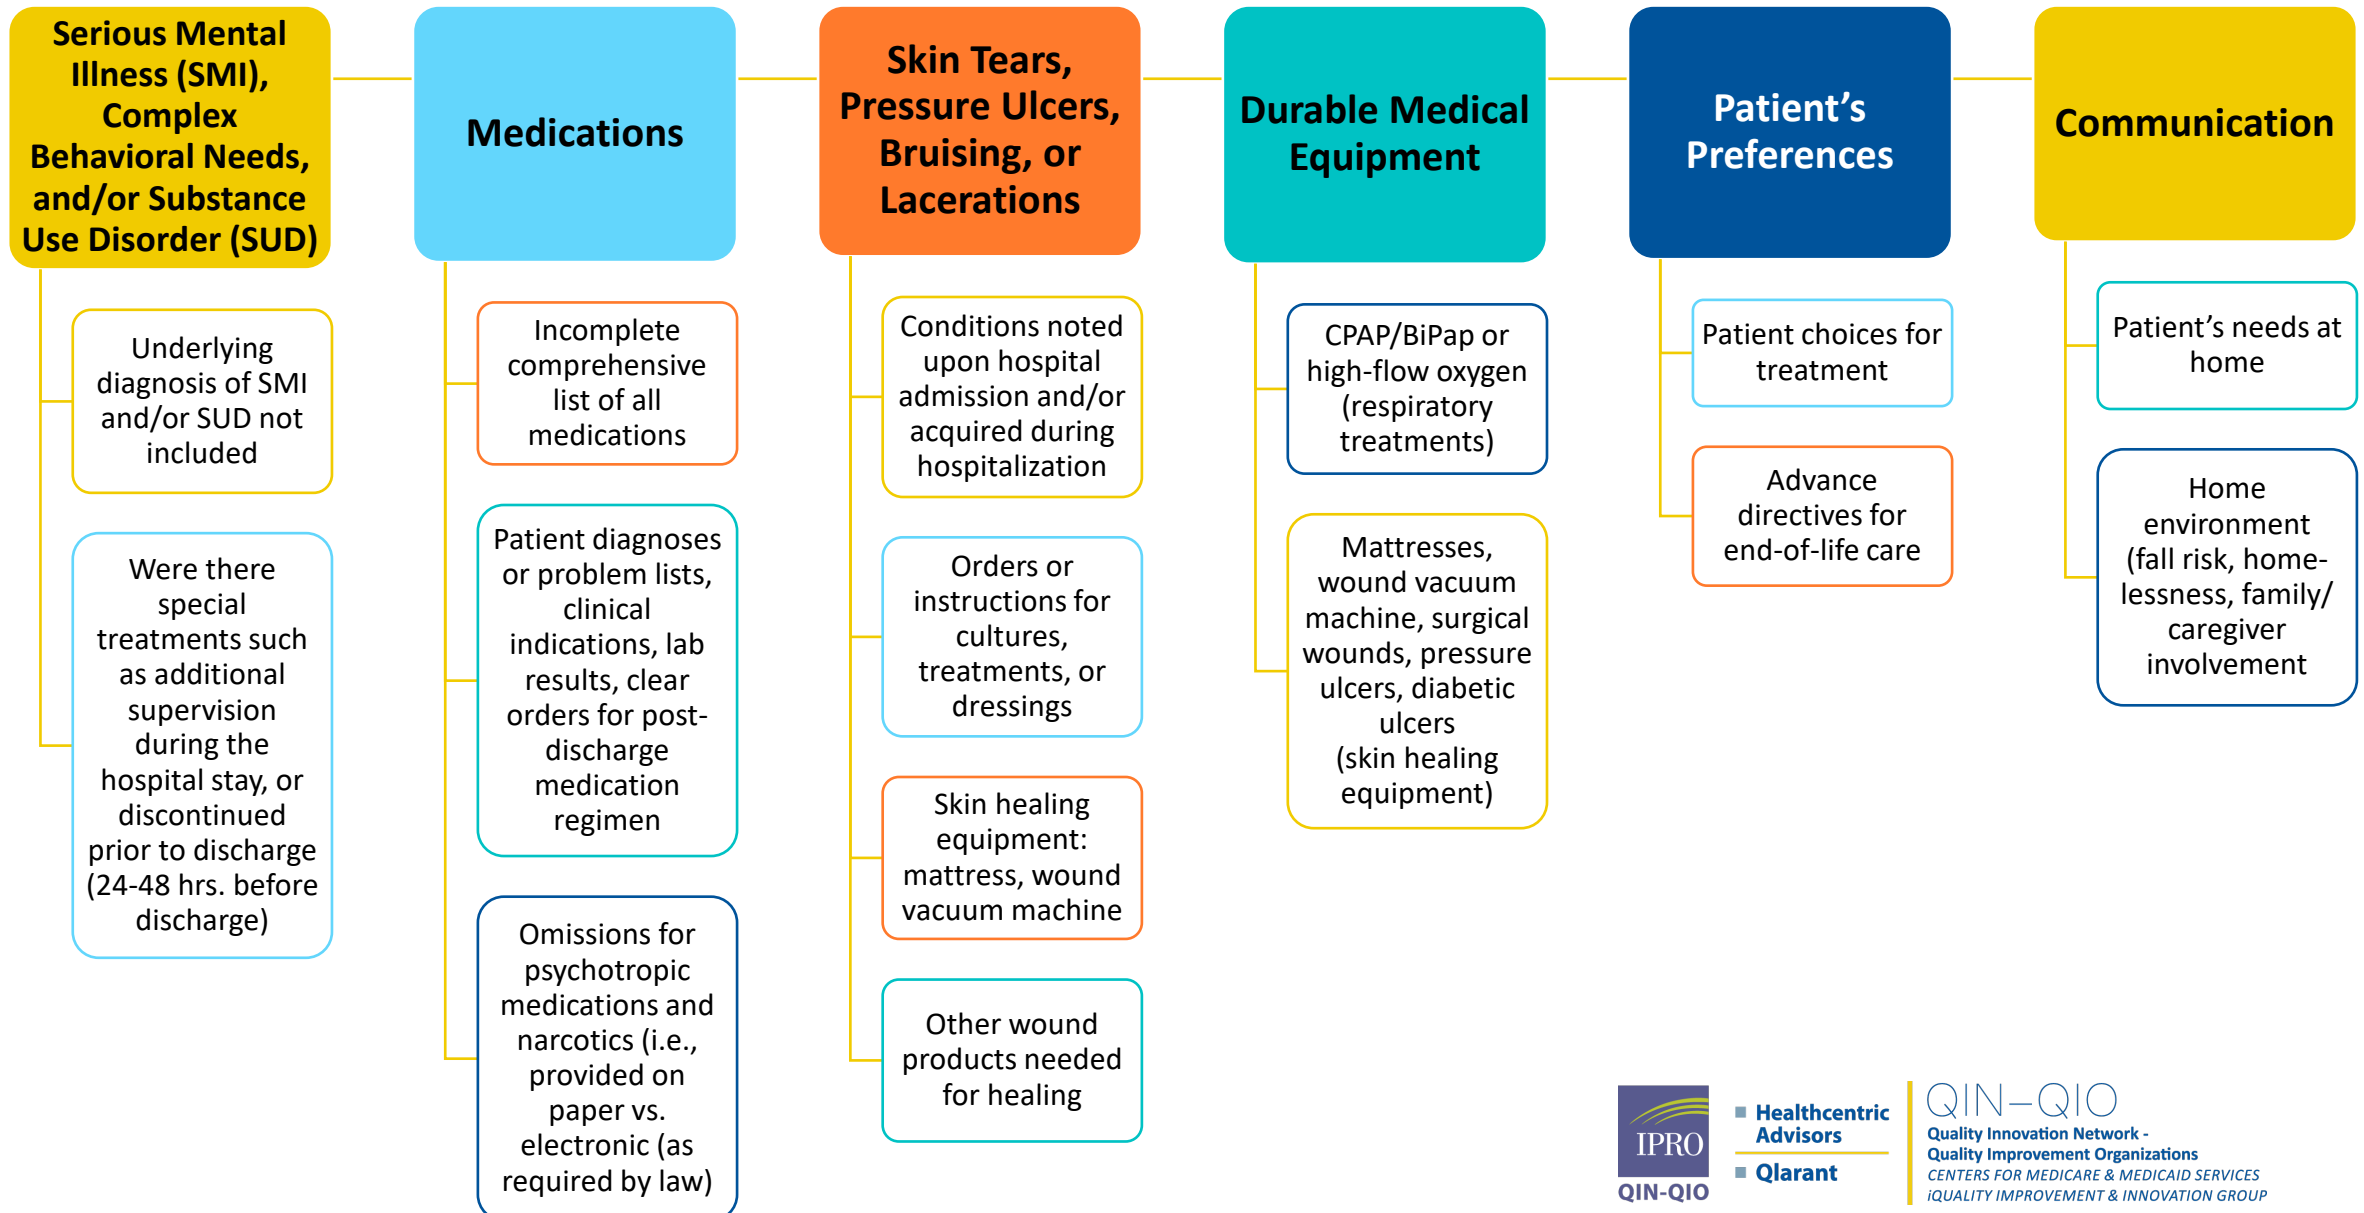 Serious Mental
Illness (SMI),
Complex
Behavioral Needs,
and/or Substance
Use Disorder (SUD)
Underlying
diagnosis of SMI
and/or SUD not
included
Were there
special
treatments such
as additional
supervision
during the
hospital stay, or
discontinued
prior to discharge
(24-48 hrs. before
discharge)
Medications
Incomplete
comprehensive
list of all
medications
Patient diagnoses
or problem lists,
clinical
indications, lab
results, clear
orders for post-
discharge
medication
regimen
Omissions for
psychotropic
medications and
narcotics (i.e.,
provided on
paper vs.
electronic (as
required by law)
Skin Tears,
Pressure Ulcers,
Bruising, or
Lacerations
Conditions noted
upon hospital
admission and/or
acquired during
hospitalization
Orders or
instructions for
cultures,
treatments, or
dressings
Skin healing
equipment:
mattress, wound
vacuum machine
Other wound
products needed
for healing
Durable Medical
Equipment
CPAP/BiPap or
high-flow oxygen
(respiratory
treatments)
Mattresses,
wound vacuum
machine, surgical
wounds, pressure
ulcers, diabetic
ulcers
(skin healing
equipment)
Patient's
Preferences
Patient choices for
treatment
Advance
directives for
end-of-life care
Communication
Patient's needs at
home
Home
environment
(fall risk, home-
lessness, family/
caregiver
involvement
IPRO
QIN-QIO
Healthcentric
Advisors
Qlarant
QIN–QIO
Quality Innovation Network -
Quality Improvement Organizations
CENTERS FOR MEDICARE & MEDICAID SERVICES
iQUALITY IMPROVEMENT & INNOVATION GROUP